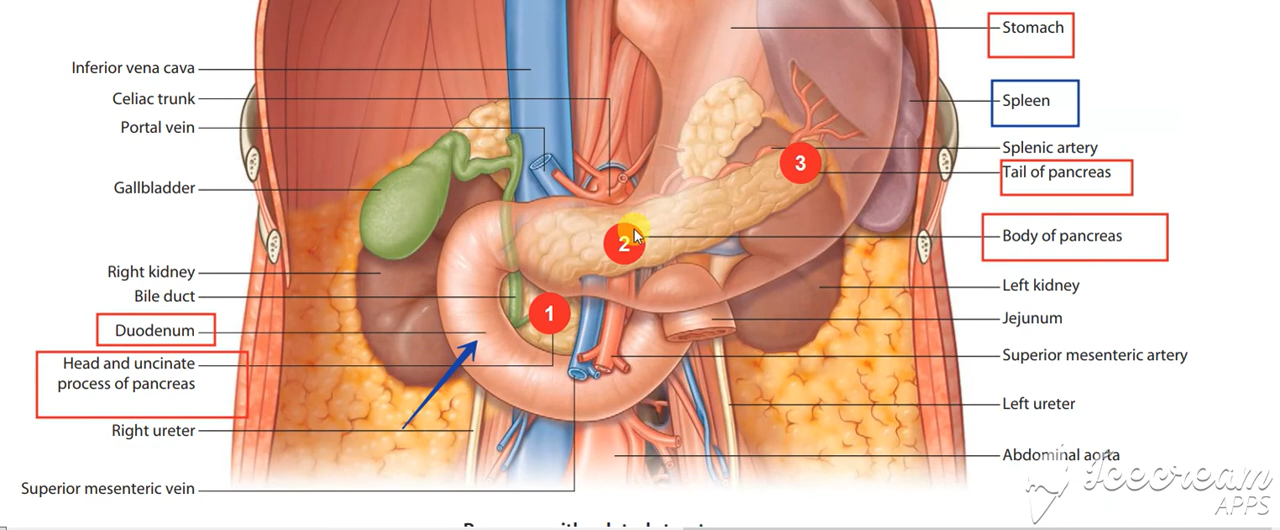 Stomach
Inferior vena cava
Celiac trunk
Spleen
Portal vein
Splenic artery
Tail of pancreas
3
Gallbladder
Body of pancreas
2
Right kidney
Left kidney
Bile duct
1
Jejunum
Duodenum
Superior mesenteric artery
Head and uncinate
process of pancreas
Left ureter
Right ureter
Abdominal aorta
Superior mesenteric vein
Icecream
APPS